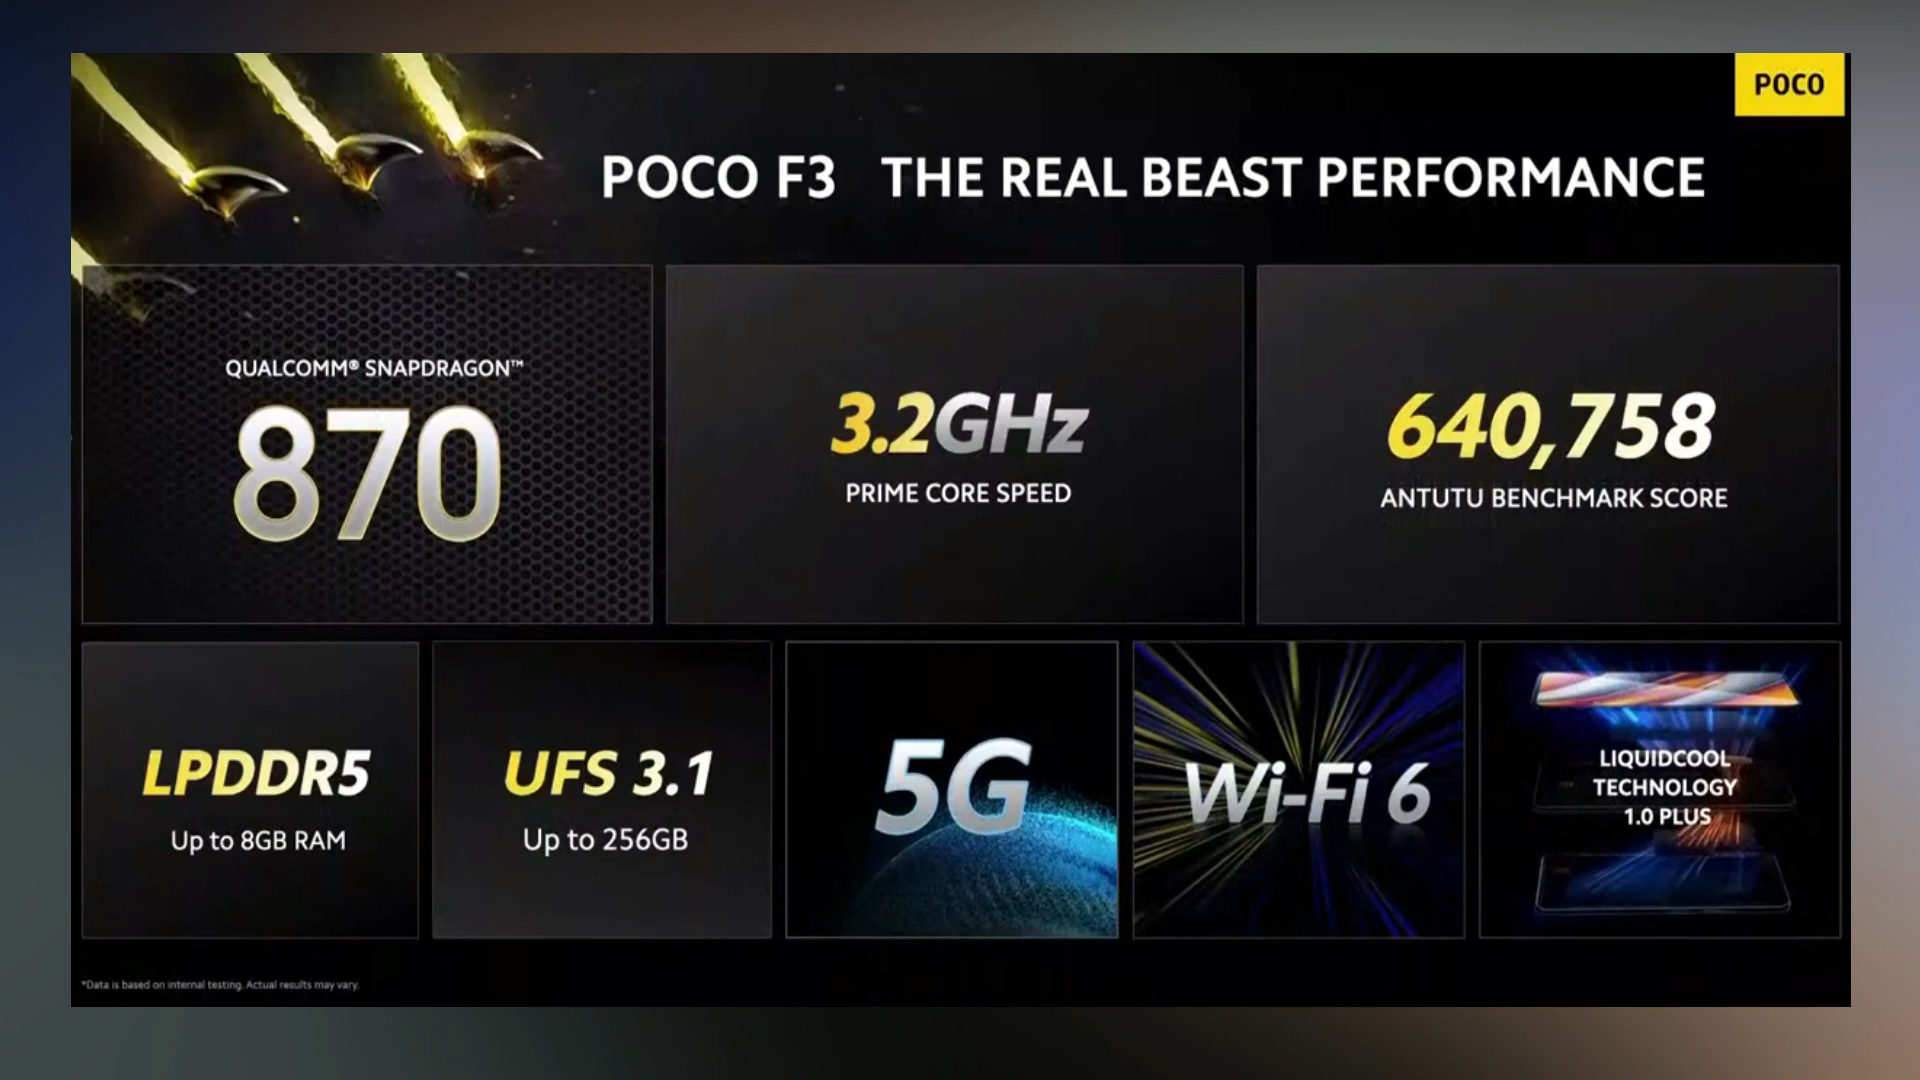 POCO
POCO F3 THE REAL BEAST PERFORMANCE
QUALCOMM® SNAPDRAGON™
870
3.2GHz
PRIME CORE SPEED
640,758
ANTUTU BENCHMARK SCORE
LPDDR5
Up to 8GB RAM
UFS 3.1
Up to 256GB
5G
Wi-Fi 6
LIQUIDCOOL
TECHNOLOGY
1.0 PLUS
*Data is based on internal testing. Actual results may vary.